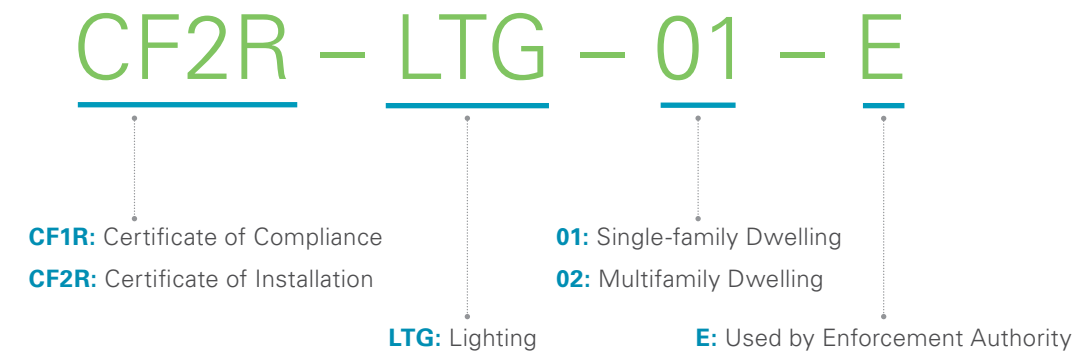 CF2R – LTG – 01 – E
CF1R: Certificate of Compliance
CF2R: Certificate of Installation
01: Single-family Dwelling
02: Multifamily Dwelling
LTG: Lighting
E: Used by Enforcement Authority